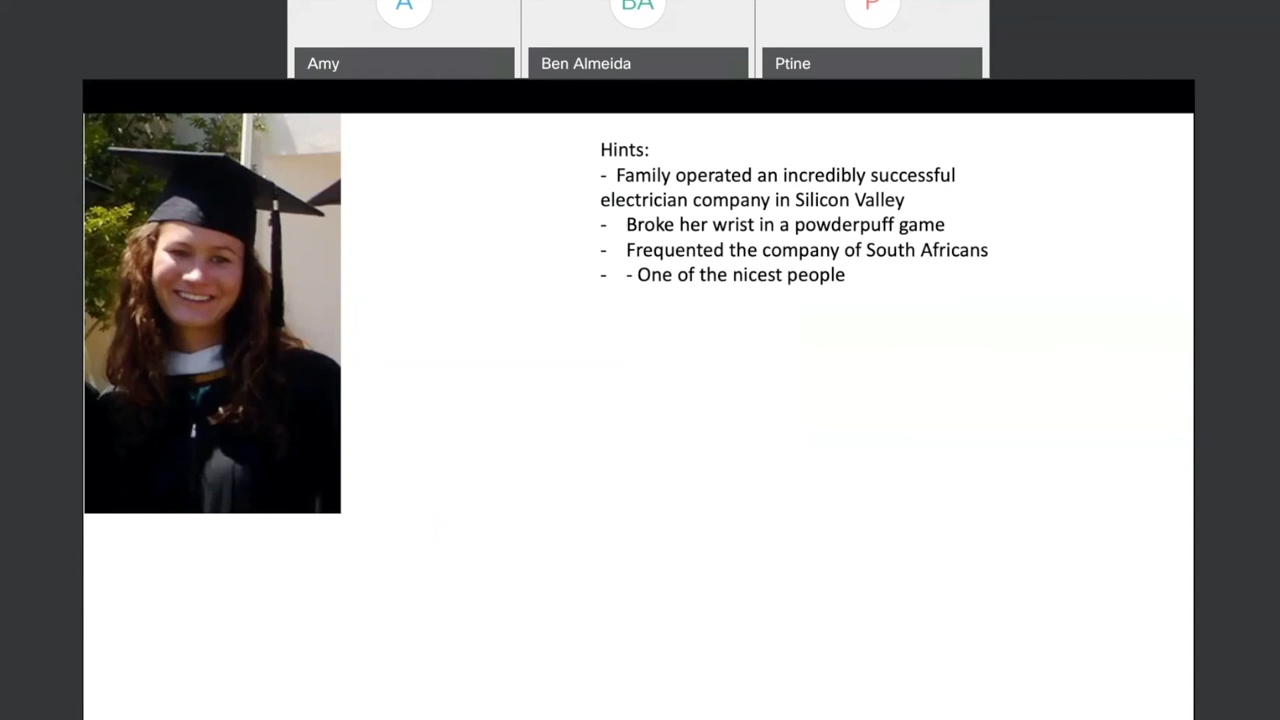 A
BA
P
Amy
Ben Almeida
Ptine
Hints:
- Family operated an incredibly successful
electrician company in Silicon Valley
- Broke her wrist in a powderpuff game
- Frequented the company of South Africans
- - One of the nicest people